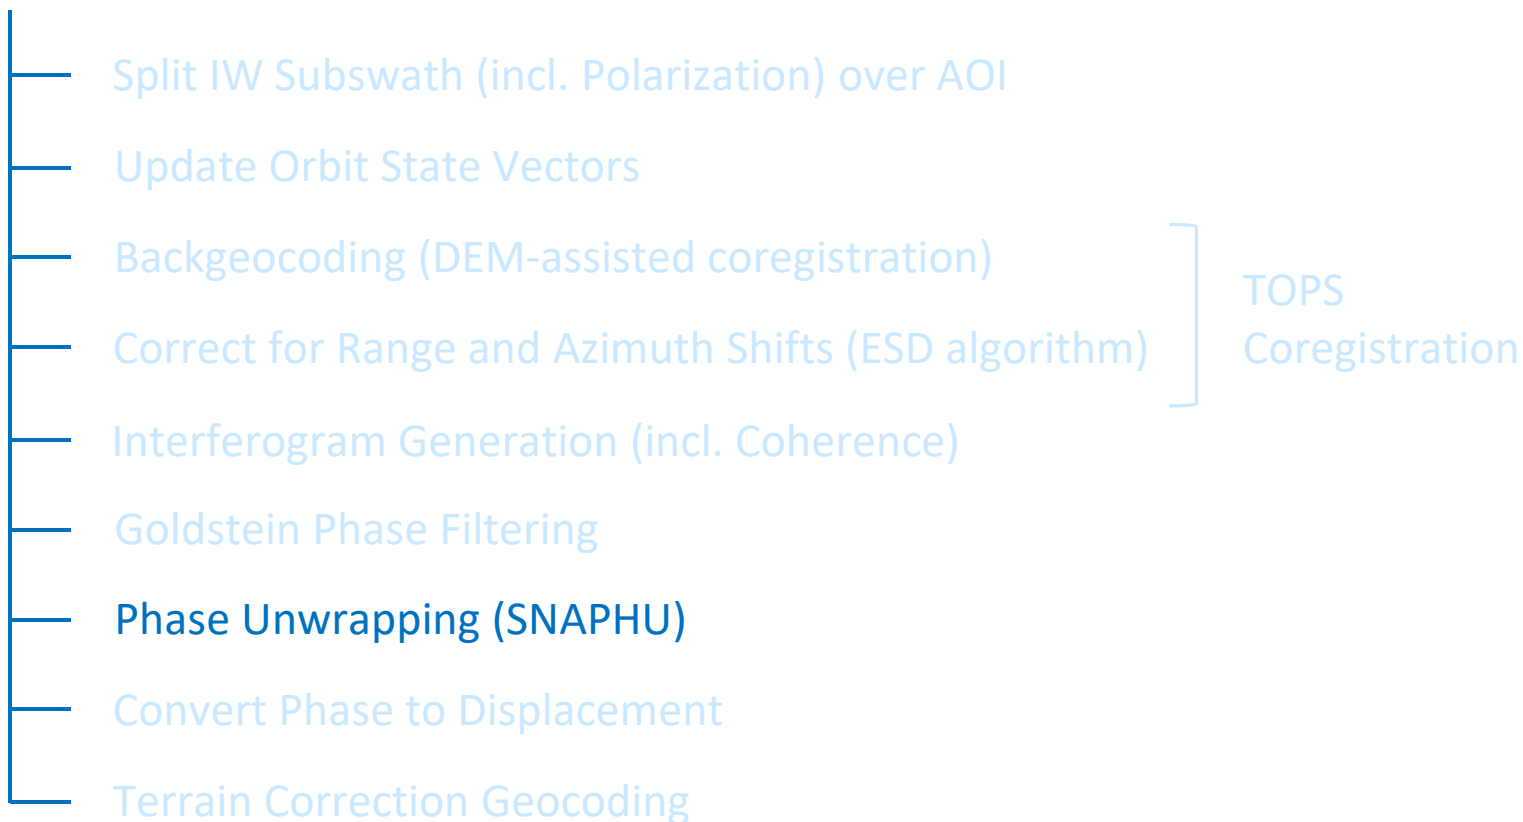 Split IW Subswath (incl. Polarization) over AOI
Update Orbit State Vectors
Backgeocoding (DEM-assisted coregistration)
Correct for Range and Azimuth Shifts (ESD algorithm)
TOPS
Coregistration
Interferogram Generation (incl. Coherence)
Goldstein Phase Filtering
Phase Unwrapping (SNAPHU)
Convert Phase to Displacement
Terrain Correction Geocoding